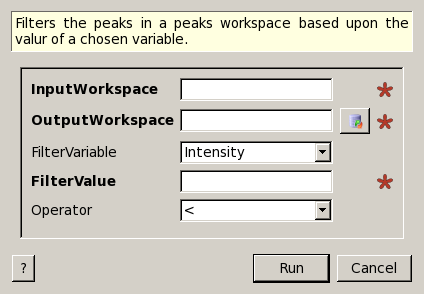 Filters the peaks in a peaks workspace based upon the
valur of a chosen variable.
InputWorkspace
OutputWorkspace
FilterVariable Intensity
FilterValue
Operator <
? Run Cancel